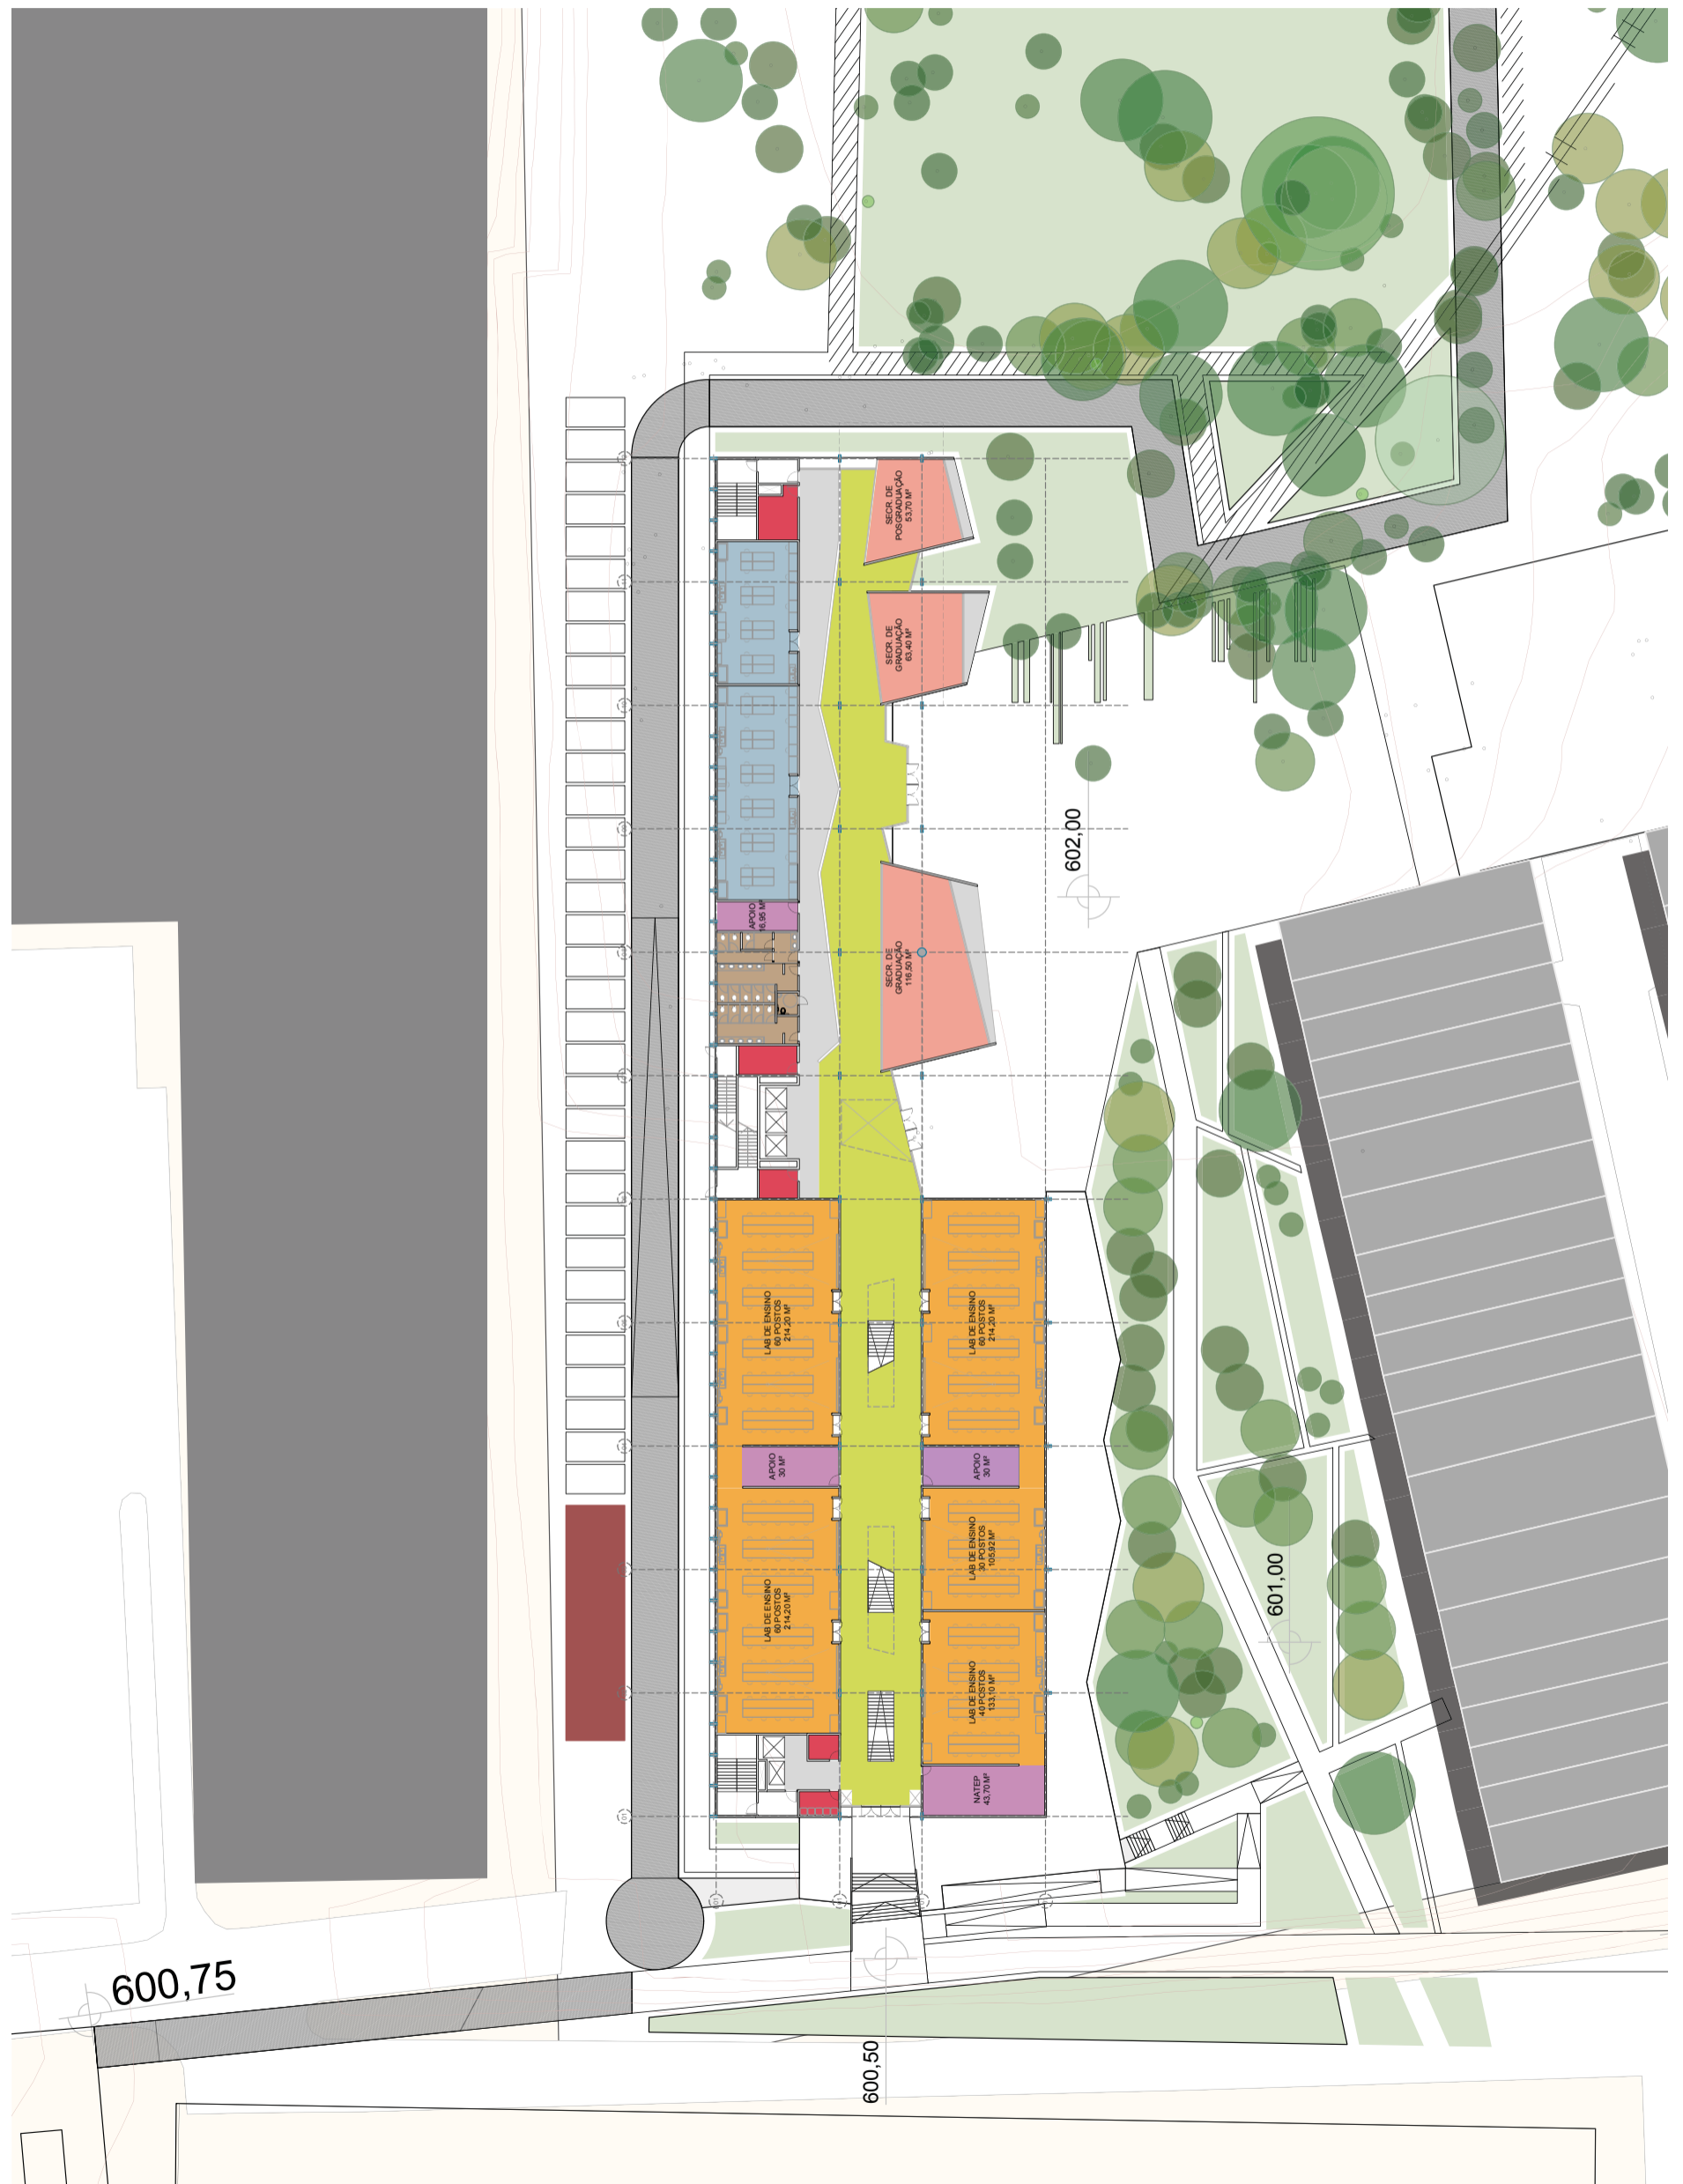 SECR. DE
POSGRADUAÇÃO
53,70 M²
SECR. DE
GRADUAÇÃO
63,40 M²
602,00
APOIO
16,95 M²
SECR. DE
GRADUAÇÃO
116,50 M²
LAB DE ENSINO
60 POSTOS
214,20 M²
LAB DE ENSINO
60 POSTOS
214,20 M²
APOIO
30 M²
APOIO
30 M²
LAB DE ENSINO
60 POSTOS
214,20 M²
LAB DE ENSINO
30 POSTOS
105,92 M²
601,00
LAB DE ENSINO
40 POSTOS
133,10 M²
NATEP
43,70 M²
600,75
600,50